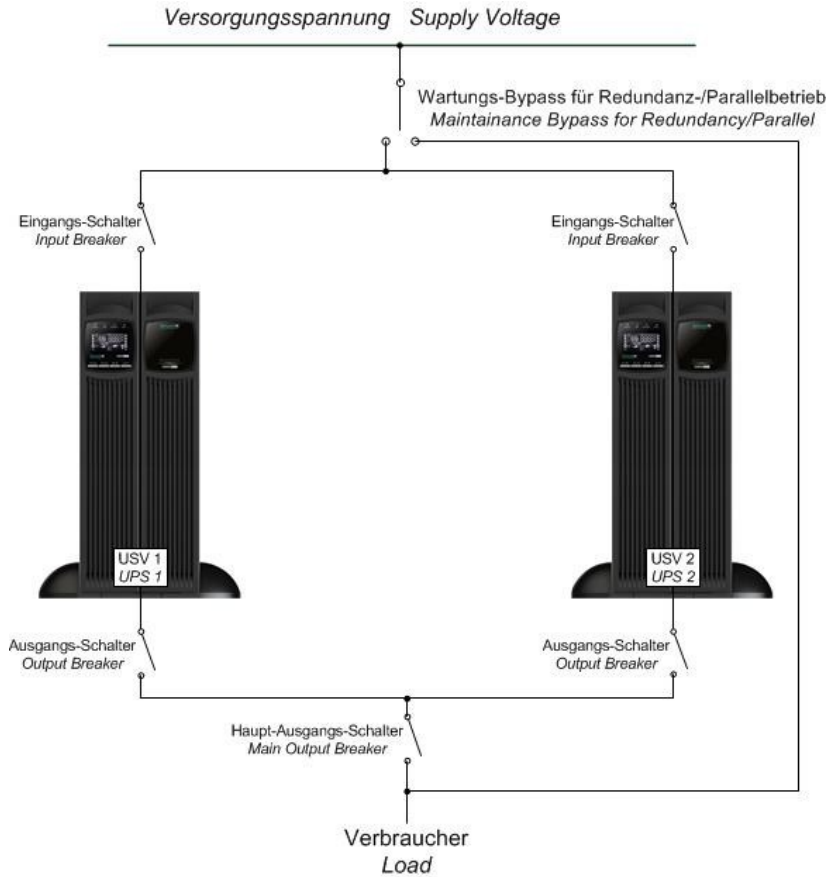 Versorgungsspannung Supply Voltage
Wartungs-Bypass für Redundanz-/Parallelbetrieb
Maintainance Bypass for Redundancy/Parallel
Eingangs-Schalter
Input Breaker
Eingangs-Schalter
Input Breaker
USV 1
UPS 1
USV 2
UPS 2
Ausgangs-Schalter
Output Breaker
Ausgangs-Schalter
Output Breaker
Haupt-Ausgangs-Schalter
Main Output Breaker
Verbraucher
Load